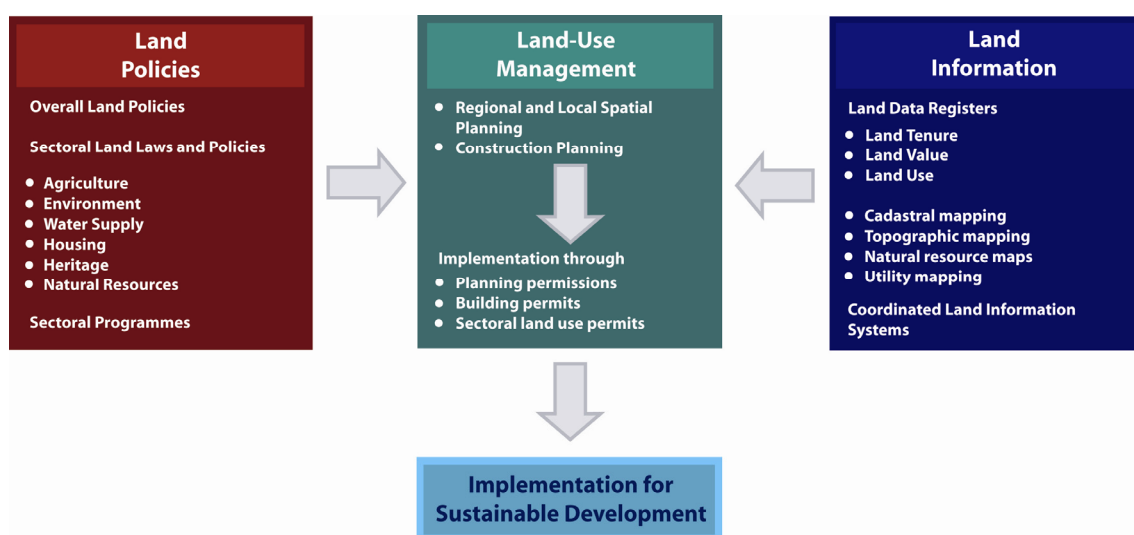 Land
Policies
Overall Land Policies
Sectoral Land Laws and Policies
Agriculture
Environment
Water Supply
Housing
Heritage
Natural Resources
Sectoral Programmes
Land-Use
Management
Regional and Local Spatial
Planning
Construction Planning
Implementation through
Planning permissions
Building permits
Sectoral land use permits
Land
Information
Land Data Registers
Land Tenure
Land Value
Land Use
Cadastral mapping
Topographic mapping
Natural resource maps
Utility mapping
Coordinated Land Information
Systems
Implementation for
Sustainable Development